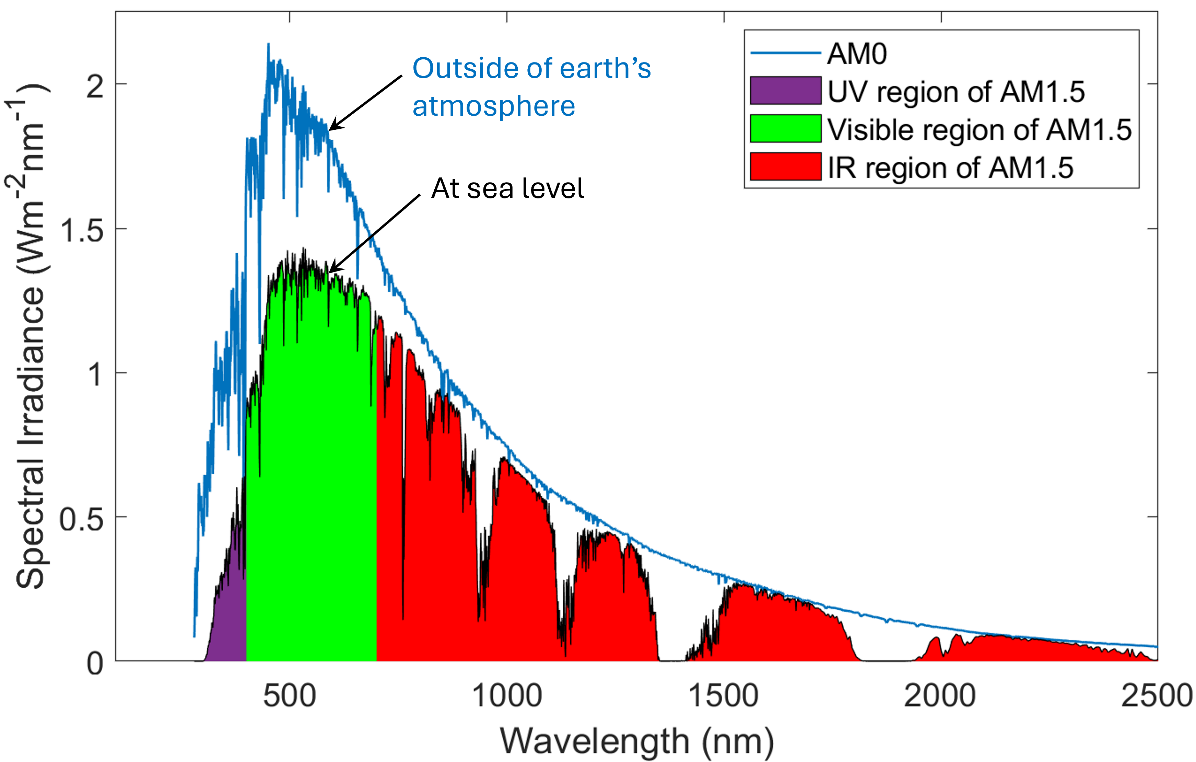 Outside of earth's
atmosphere
At sea level
AM0
UV region of AM1.5
Visible region of AM1.5
IR region of AM1.5
Spectral Irradiance (Wm⁻²nm⁻¹)
2
1.5
1
0.5
0
500 1000 1500 2000 2500
Wavelength (nm)